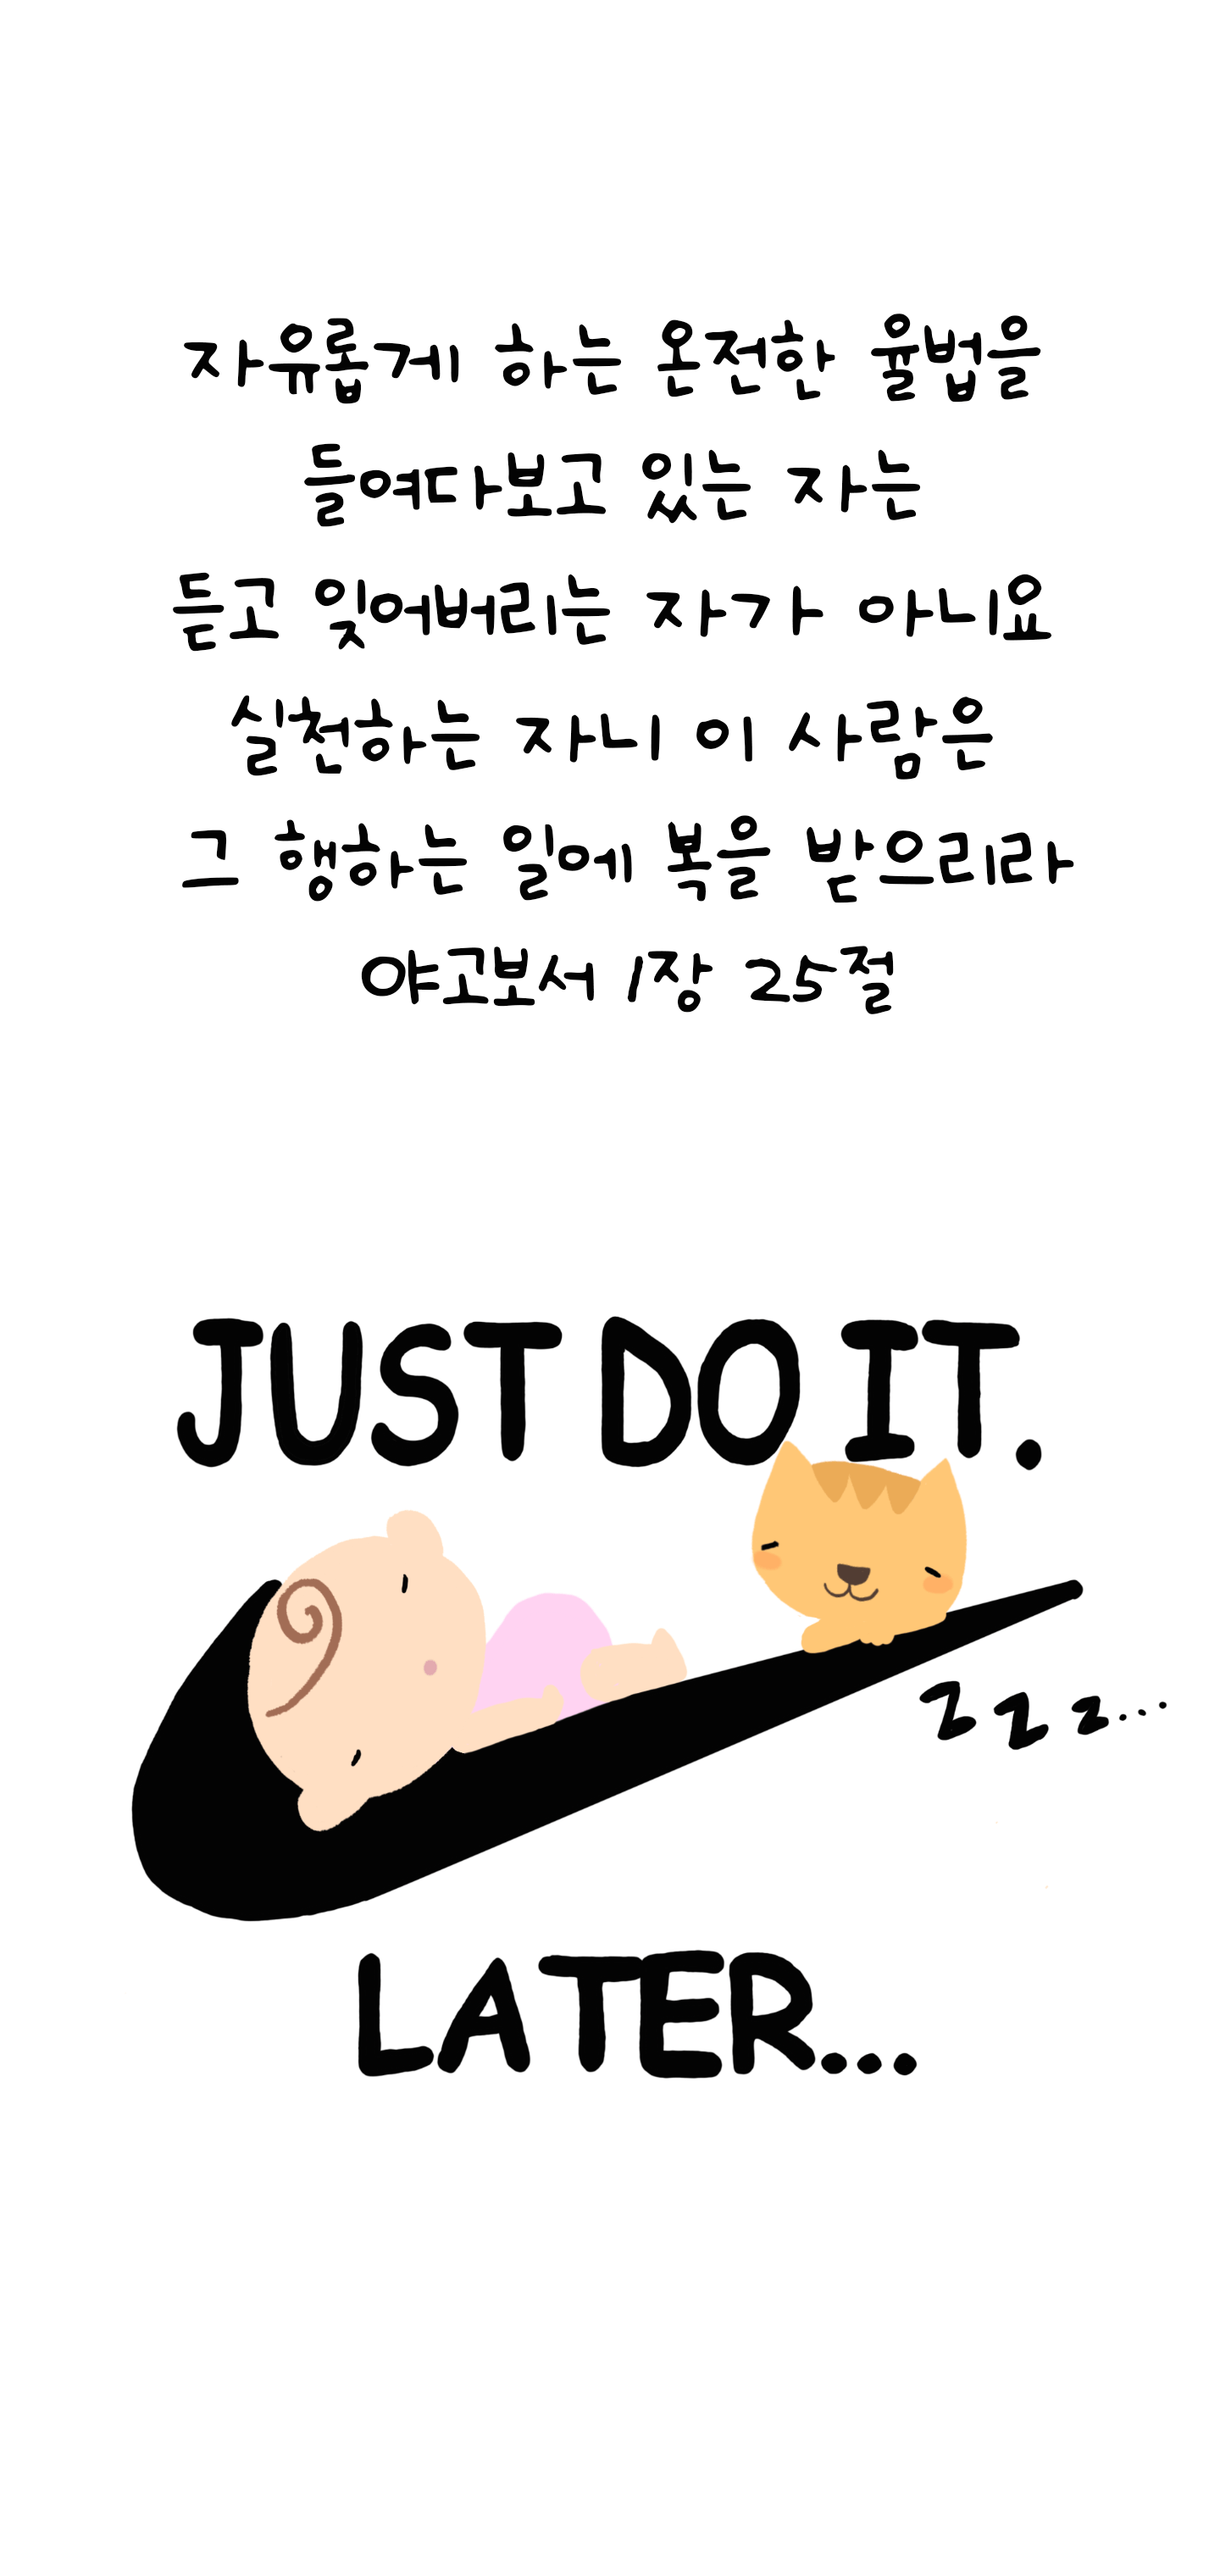 자유롭게 하는 온전한 율법을
들여다보고 있는 자는
듣고 잊어버리는 자가 아니요
실천하는 자니 이 사람은
그 행하는 일에 복을 받으리라
야고보서 1장 25절
JUST DO IT.
z z z...
LATER...